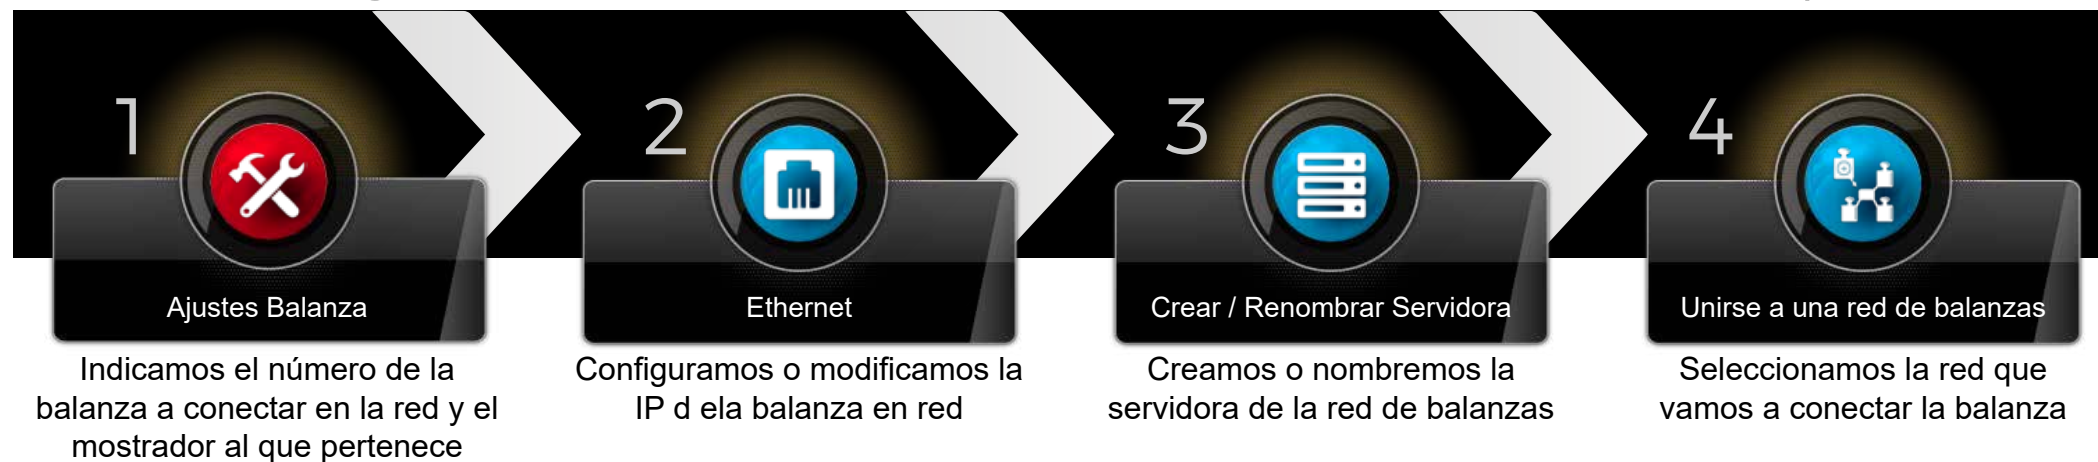 1
Ajustes Balanza
Indicamos el número de la
balanza a conectar en la red y el
mostrador al que pertenece
2
Ethernet
Configuramos o modificamos la
IP d ela balanza en red
3
Crear / Renombrar Servidora
Creamos o nombremos la
servidora de la red de balanzas
4
Unirse a una red de balanzas
Seleccionamos la red que
vamos a conectar la balanza